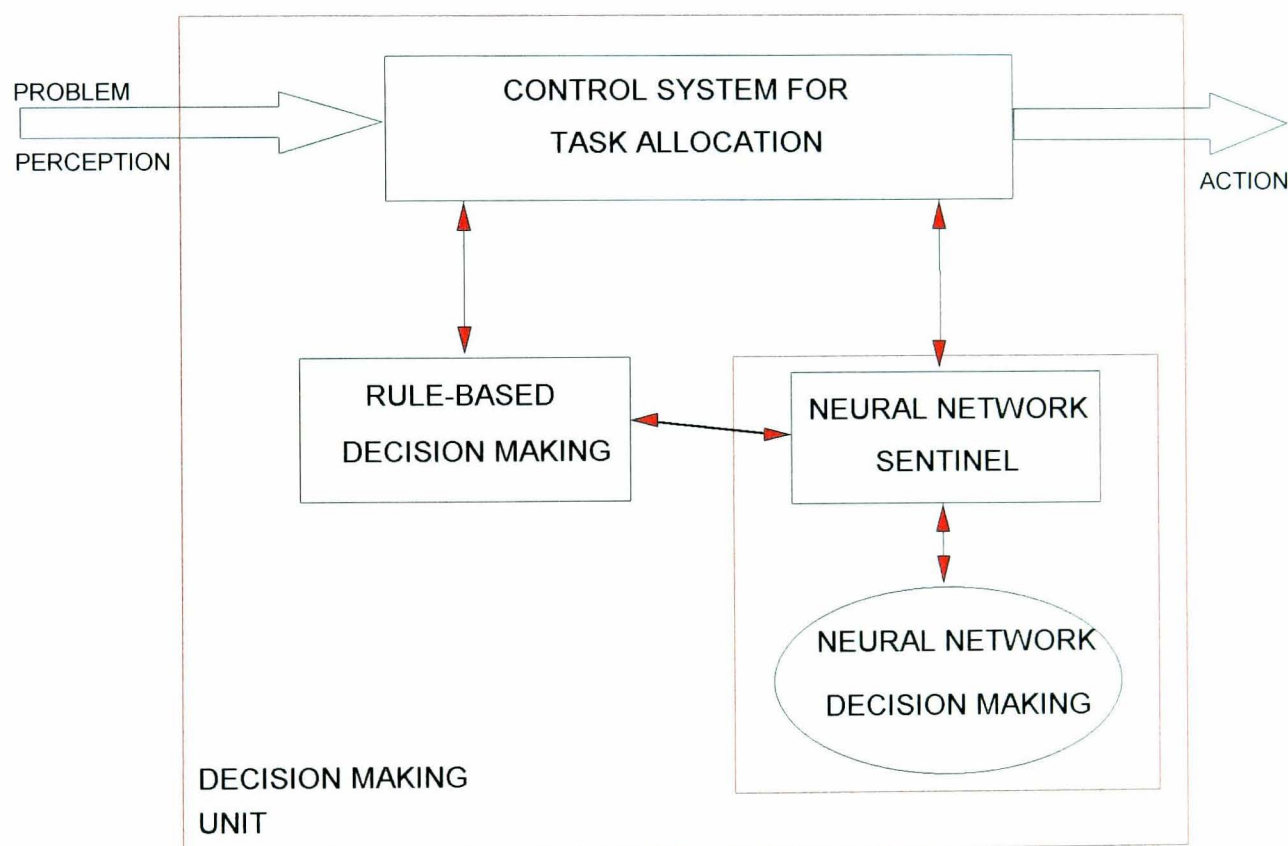 PROBLEM
PERCEPTION
CONTROL SYSTEM FOR
TASK ALLOCATION
ACTION
RULE-BASED
DECISION MAKING
NEURAL NETWORK
SENTINEL
NEURAL NETWORK
DECISION MAKING
DECISION MAKING
UNIT